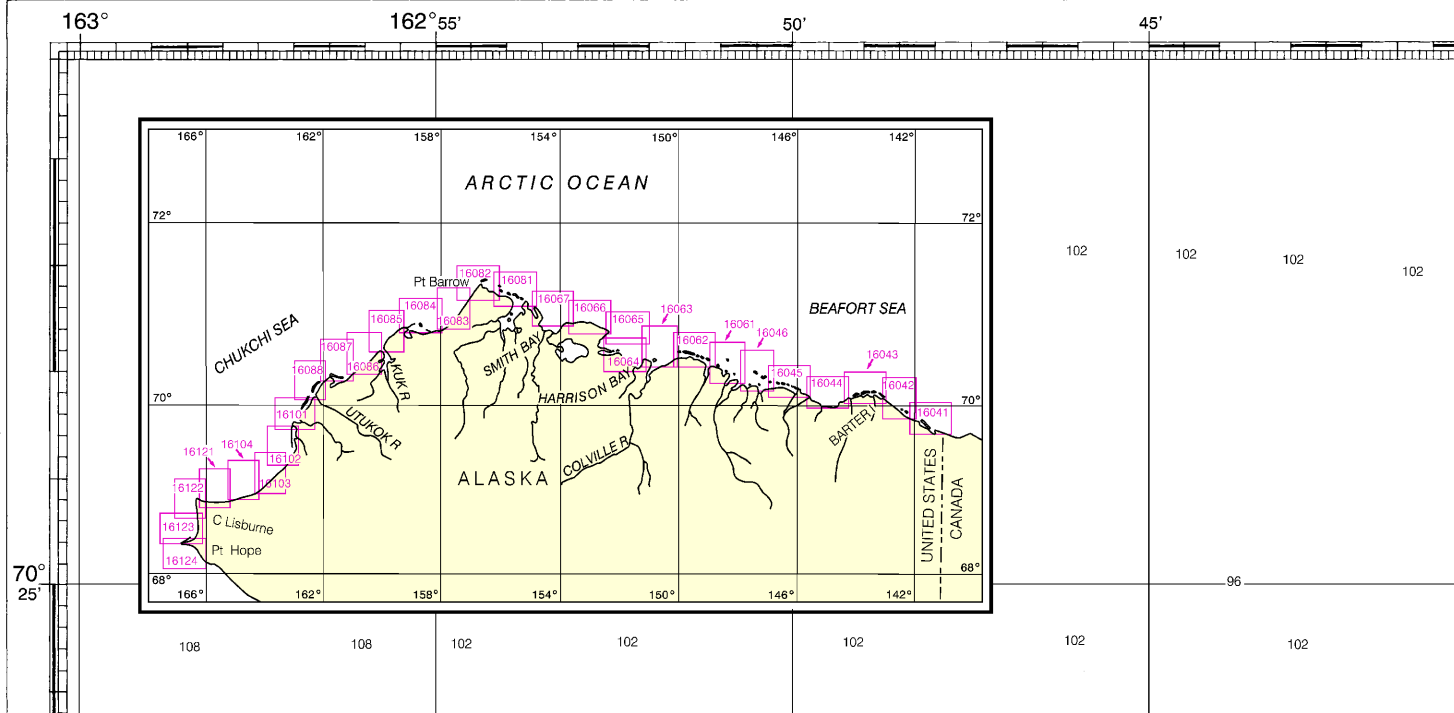 163° 162° 55' 50' 45'
166° 162° 158° 154° 150° 146° 142°
ARCTIC OCEAN
72° 72°
102 102 102 102
16082
Pt Barrow 16081
16067
16084 16066 16063
BEAFORT SEA
16085 16083 16065
CHUKCHI SEA
16061
16046
16087 16062
16086 16064 16043
16088 SMITH BAY 16045
KUK R 16044 16042
HARRISON BAY
70°
16101 16041
UTUKOK R BARTER I
16104
16121 COLVILLE R
16102
16103 ALASKA
16122
UNITED STATES
CANADA
16123 C Lisburne
16124 Pt Hope
70°
25'
68° 68°
96
166° 162° 158° 154° 150° 146° 142°
108 108 102 102 102 102 102